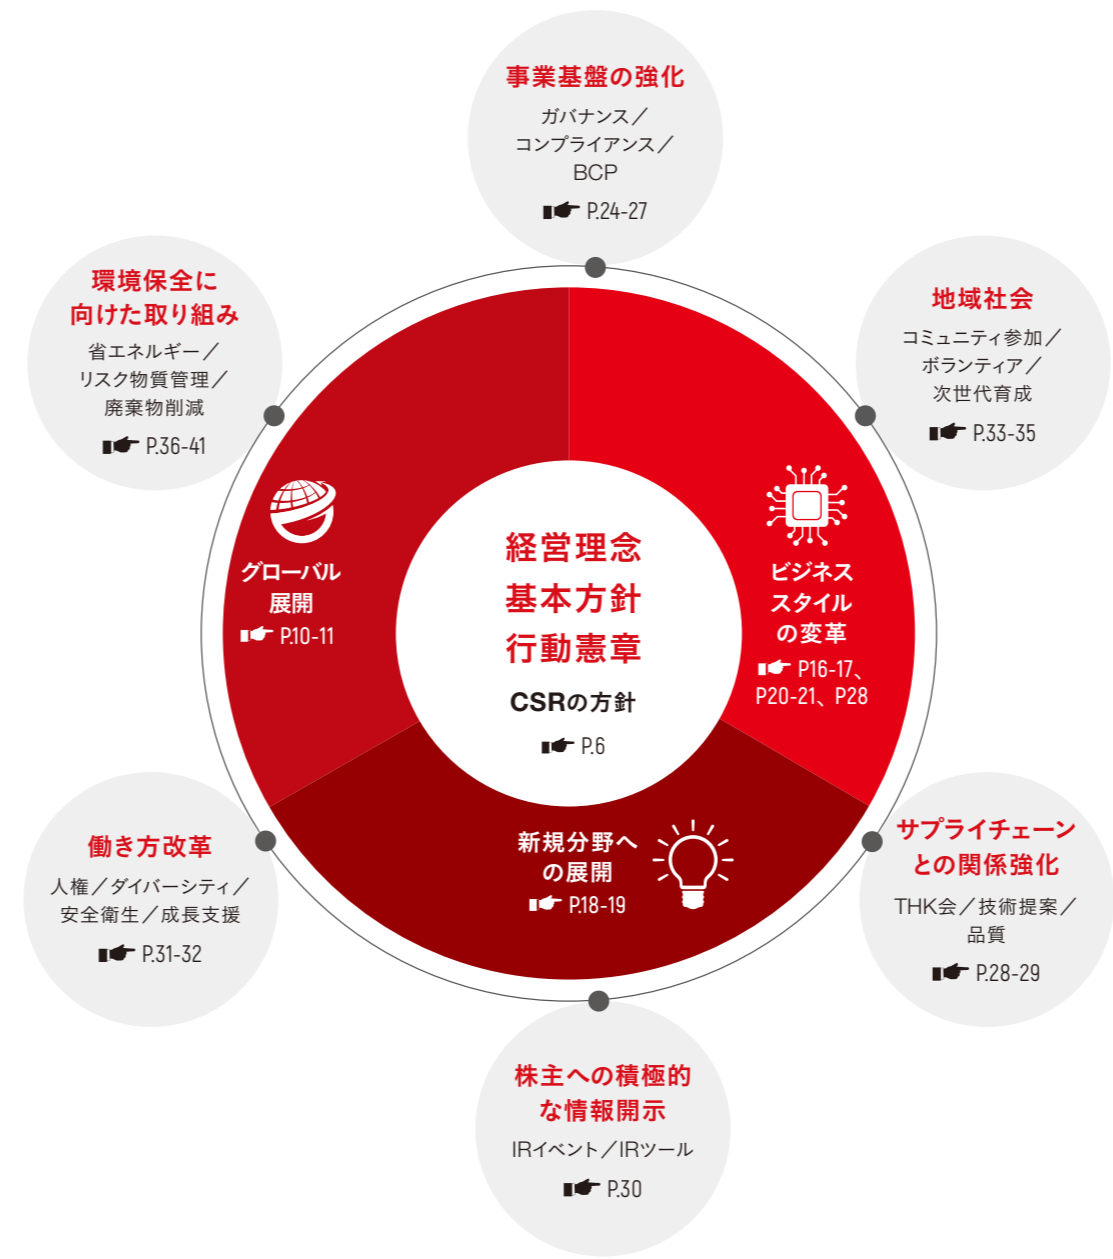 事業基盤の強化
ガバナンス／
コンプライアンス／
BCP
P.24-27
環境保全に
向けた取り組み
省エネルギー／
リスク物質管理／
廃棄物削減
P.36-41
地域社会
コミュニティ参加／
ボランティア／
次世代育成
P.33-35
グローバル
展開
P.10-11
経営理念
基本方針
行動憲章
CSRの方針
P.6
ビジネス
スタイル
の変革
P16-17、
P20-21、P28
新規分野へ
の展開
P.18-19
働き方改革
人権／ダイバーシティ／
安全衛生／成長支援
P.31-32
サプライチェーン
との関係強化
THK会／技術提案／
品質
P.28-29
株主への積極的
な情報開示
IRイベント／IRツール
P.30